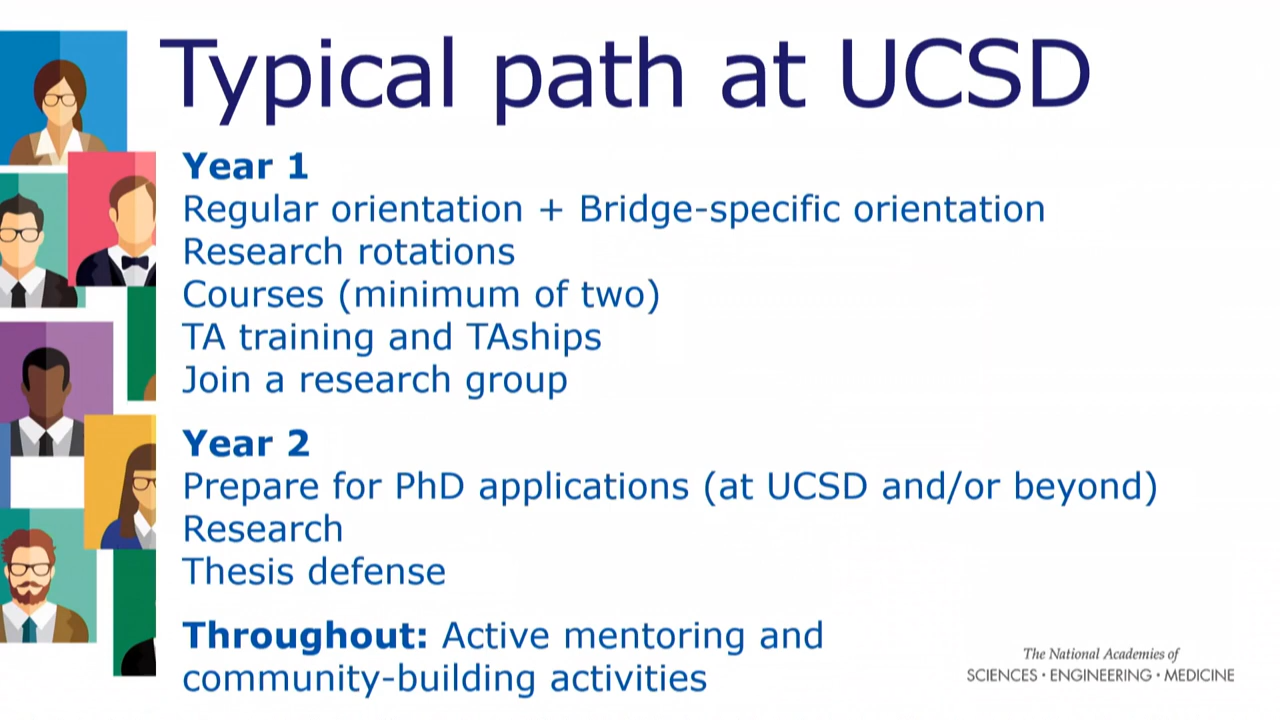 Typical path at UCSD
Year 1
Regular orientation + Bridge-specific orientation
Research rotations
Courses (minimum of two)
TA training and TAships
Join a research group
Year 2
Prepare for PhD applications (at UCSD and/or beyond)
Research
Thesis defense
Throughout: Active mentoring and
community-building activities
The National Academies of
SCIENCES · ENGINEERING · MEDICINE